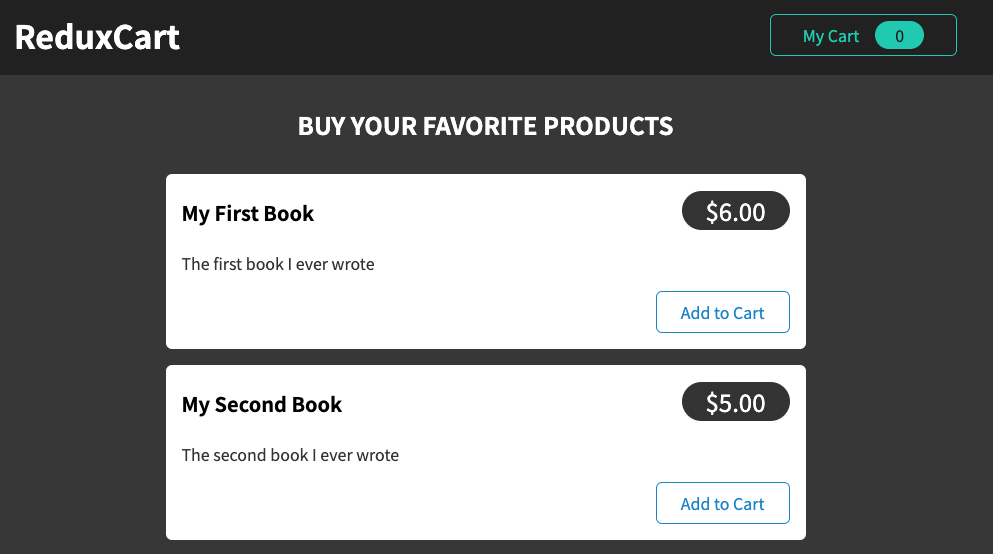 ReduxCart
My Cart 0
BUY YOUR FAVORITE PRODUCTS
My First Book
$6.00
The first book I ever wrote
Add to Cart
My Second Book
$5.00
The second book I ever wrote
Add to Cart